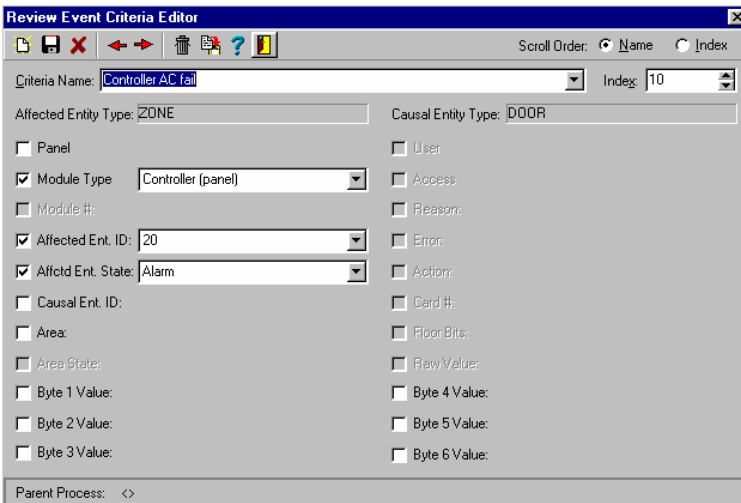 Review Event Criteria Editor
Scroll Order: Name Index
Criteria Name: Controller AC fail Index: 10
Affected Entity Type: ZONE Causal Entity Type: DOOR
Panel User
Module Type Controller (panel) Access
Module #: Reason:
Affected Ent. ID: 20 Error:
Affctd Ent. State: Alarm Action:
Causal Ent. ID: Card #:
Area: Floor Bits:
Area State: Raw Value:
Byte 1 Value: Byte 4 Value:
Byte 2 Value: Byte 5 Value:
Byte 3 Value: Byte 6 Value:
Parent Process: <>